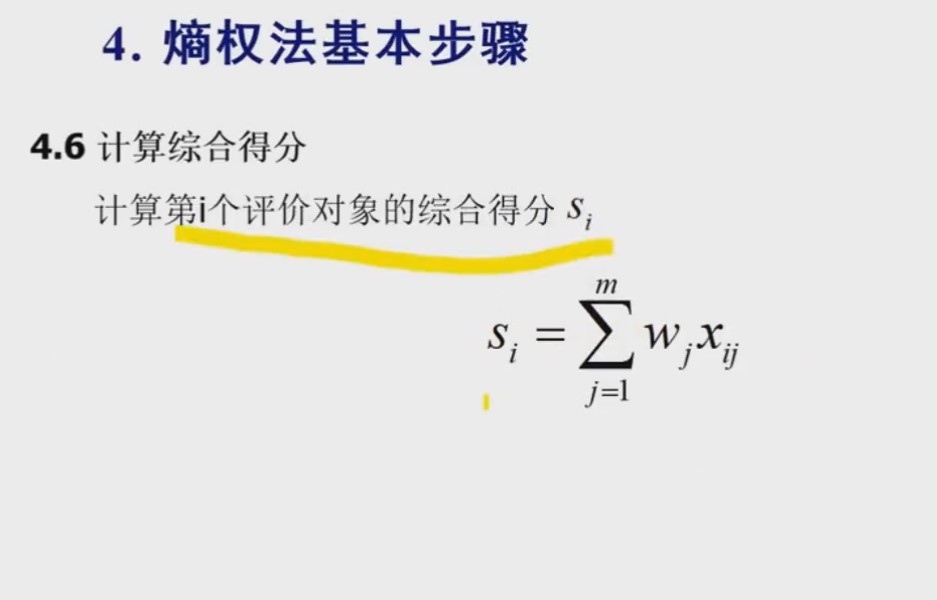 4. 熵权法基本步骤
4.6 计算综合得分
计算第i个评价对象的综合得分 s_i
s_i = \sum_{j=1}^{m} w_j x_{ij}